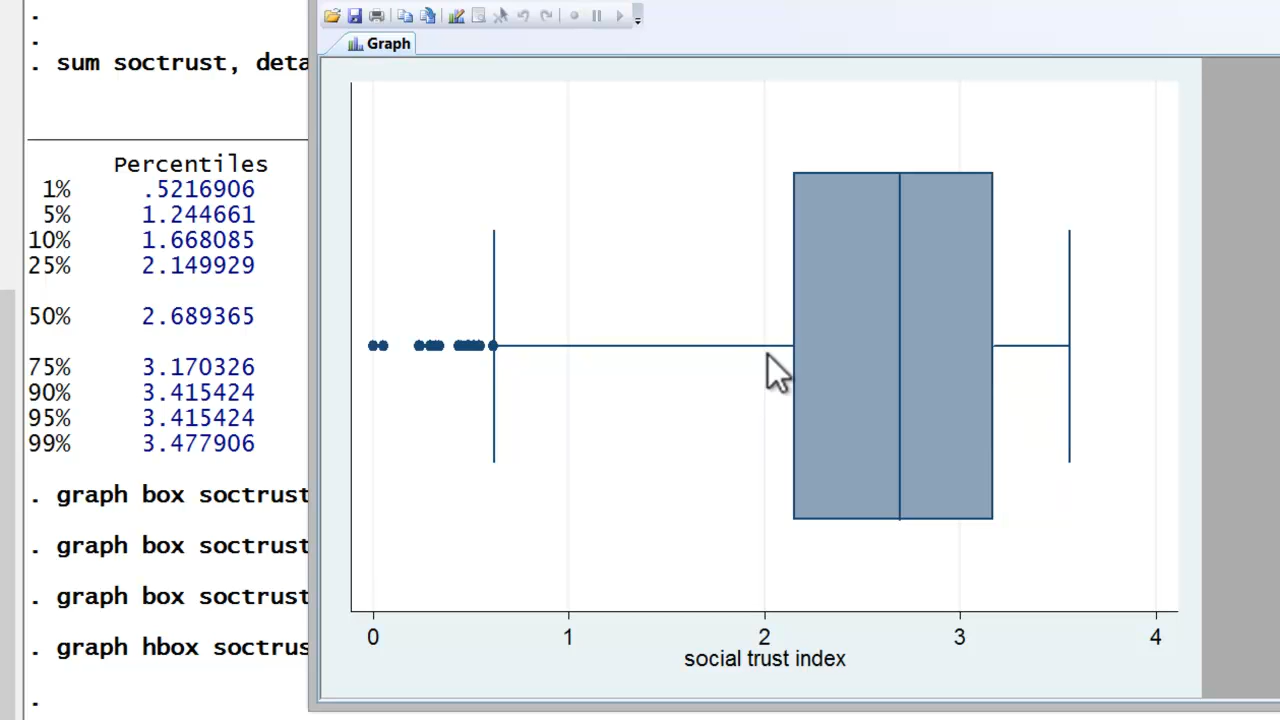 .
.
. sum soctrust, deta
Percentiles
1% .5216906
5% 1.244661
10% 1.668085
25% 2.149929
50% 2.689365
75% 3.170326
90% 3.415424
95% 3.415424
99% 3.477906
. graph box soctrust
. graph box soctrust
. graph box soctrust
. graph hbox soctrus
.
Graph
0 1 2 3 4
social trust index